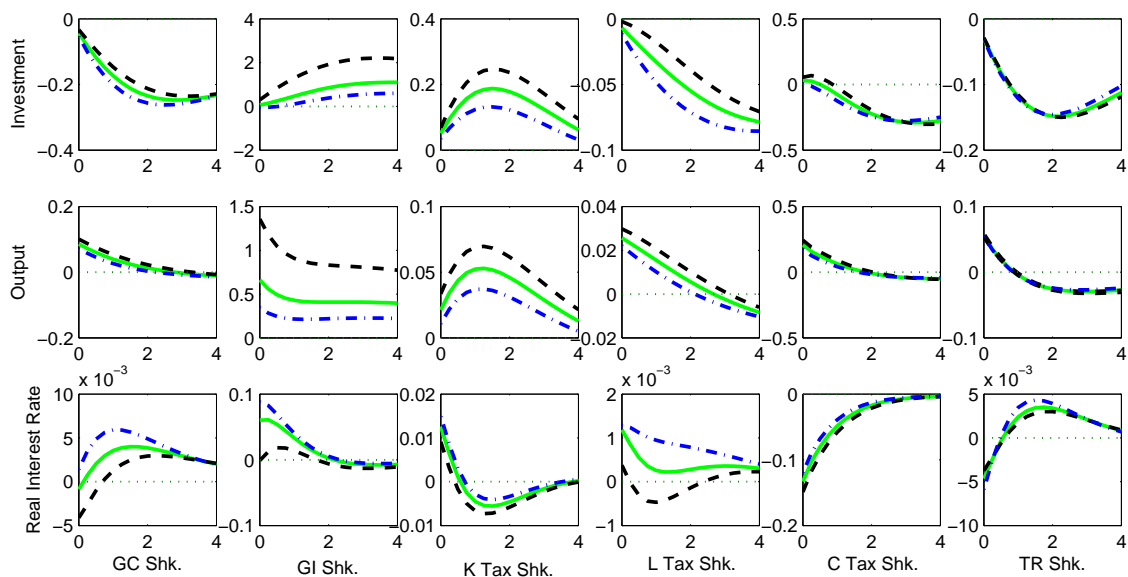 0 4 0.4 0 0.5 0
−0.2 2 0.2 −0.05 0 −0.1
0
−0.4 −2 0 −0.1 −0.5 −0.2
0 2 4 0 2 4 0 2 4 0 2 4 0 2 4 0 2 4
Investment
0.2 1.5 0.1 0.04 0.5 0.1
0 1 0.05 0.02 0 0
0.5 0
−0.2 0 0 −0.02 −0.5 −0.1
0 2 4 0 2 4 0 2 4 0 2 4 0 2 4 0 2 4
Output
x 10−3 x 10−3 x 10−3
10 0.1 0.02 2 0 5
5 0 0.01 1 −0.1 0
0 0 0 −5
−5 −0.1 −0.01 −1 −0.2 −10
0 2 4 0 2 4 0 2 4 0 2 4 0 2 4 0 2 4
Real Interest Rate
GC Shk. GI Shk. K Tax Shk. L Tax Shk. C Tax Shk. TR Shk.